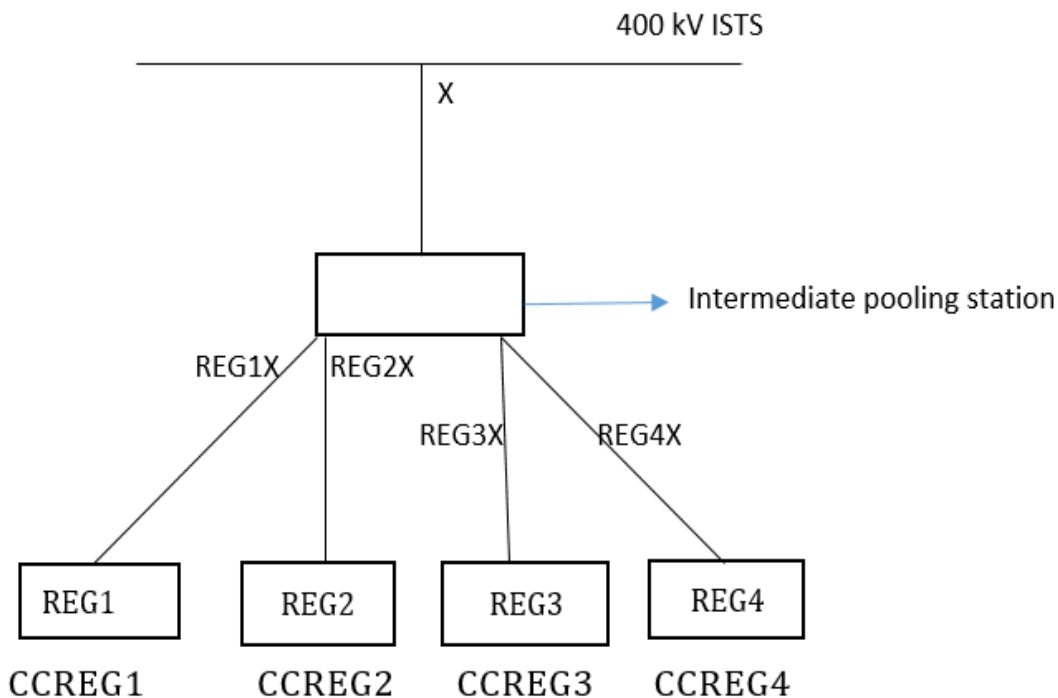 400 kV ISTS
X
Intermediate pooling station
REG1X
REG2X
REG3X
REG4X
REG1
REG2
REG3
REG4
CCREG1
CCREG2
CCREG3
CCREG4